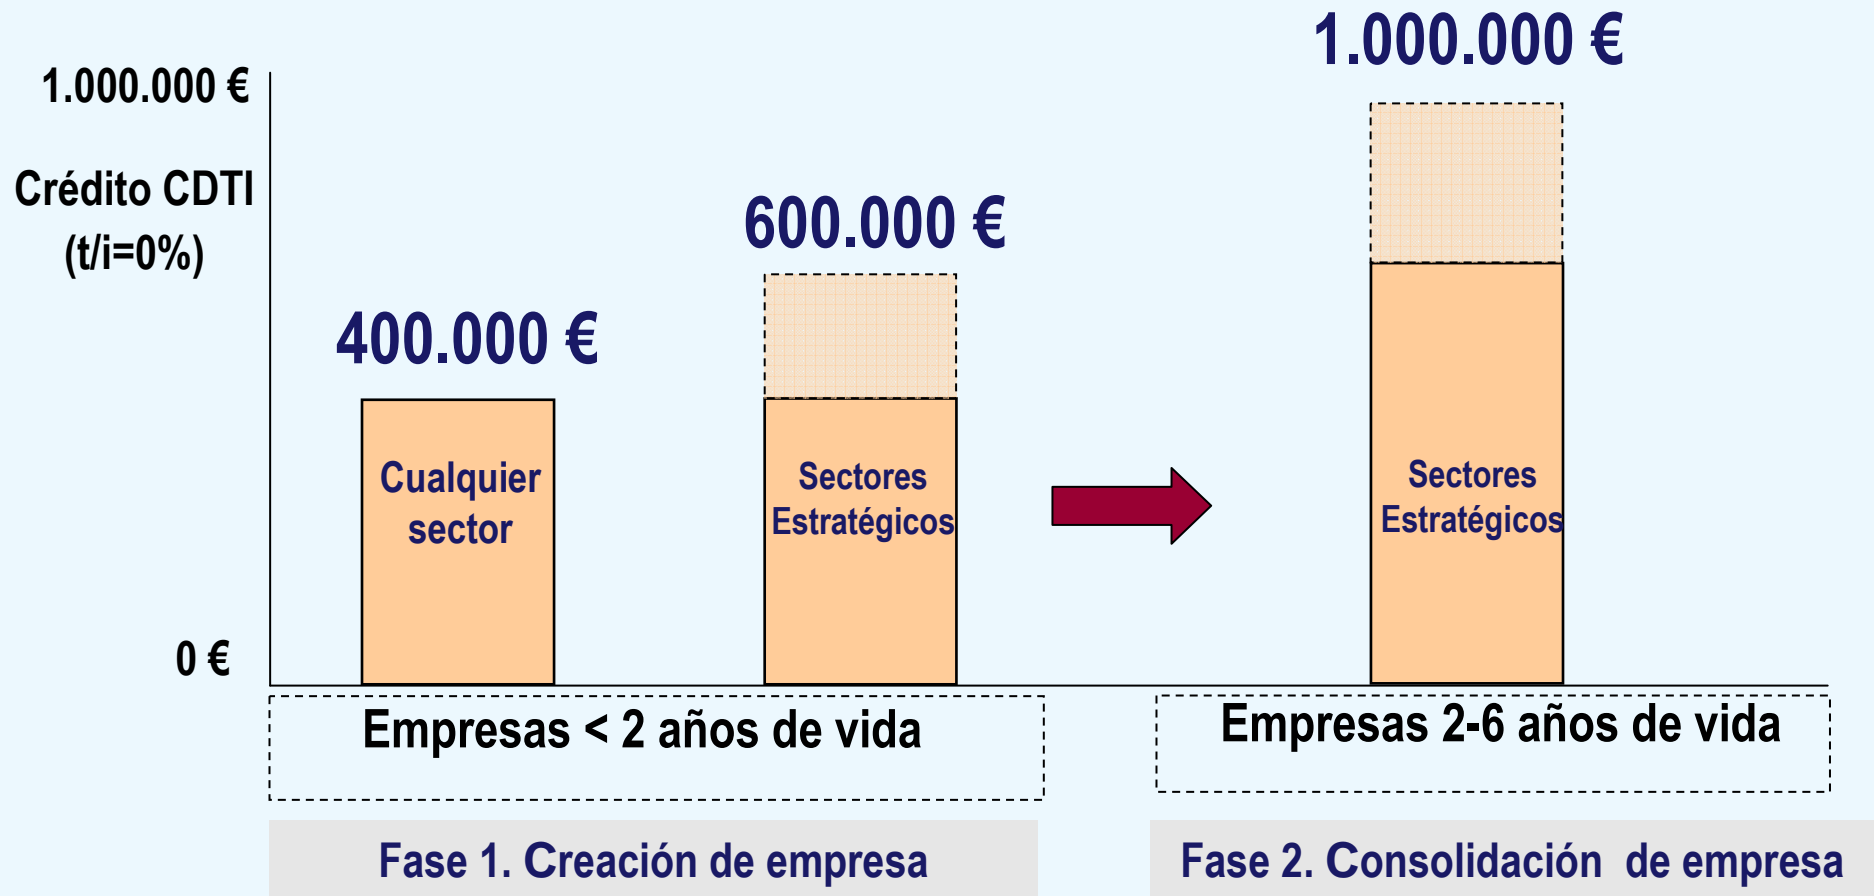 1.000.000 €
1.000.000 €
Crédito CDTI
(t/i=0%)
600.000 €
400.000 €
Cualquier
sector
Sectores
Estratégicos
Sectores
Estratégicos
0 €
Empresas < 2 años de vida
Empresas 2-6 años de vida
Fase 1. Creación de empresa
Fase 2. Consolidación  de empresa